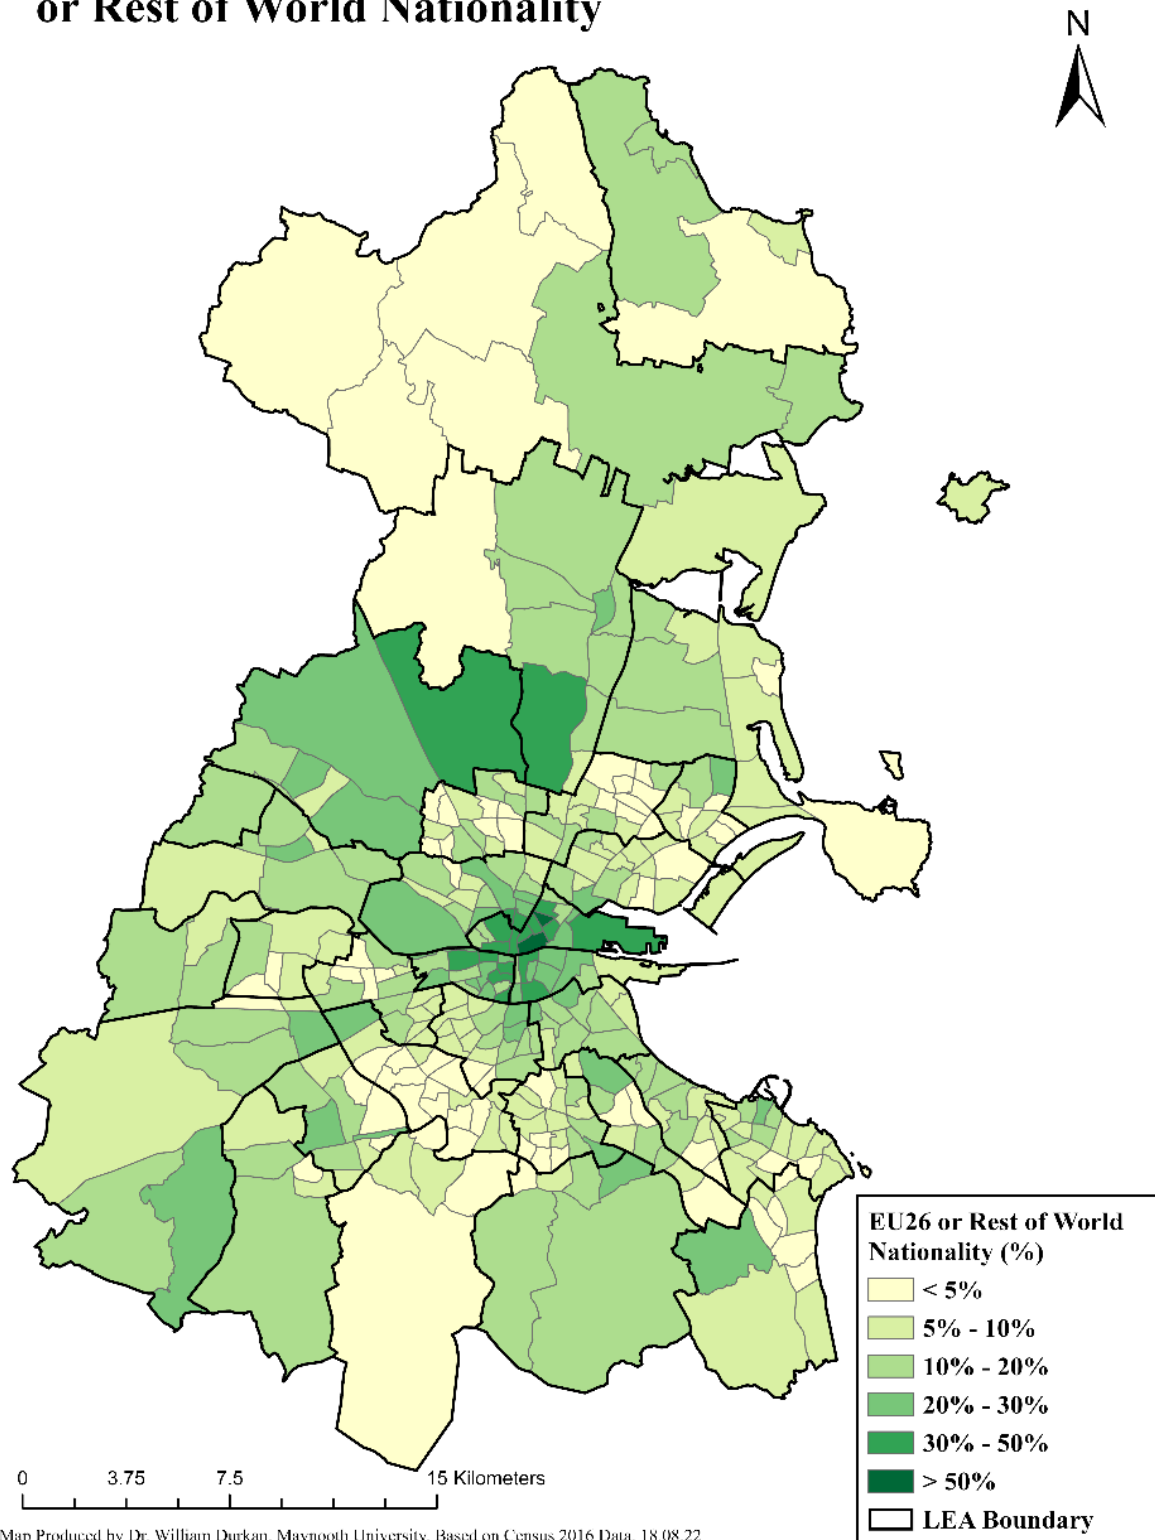 or Rest of World Nationality
N
EU26 or Rest of World
Nationality (%)
< 5%
5% - 10%
10% - 20%
20% - 30%
30% - 50%
> 50%
LEA Boundary
0 3.75 7.5 15 Kilometers
Map Produced by Dr. William Durkan, Maynooth University. Based on Census 2016 Data. 18.08.22